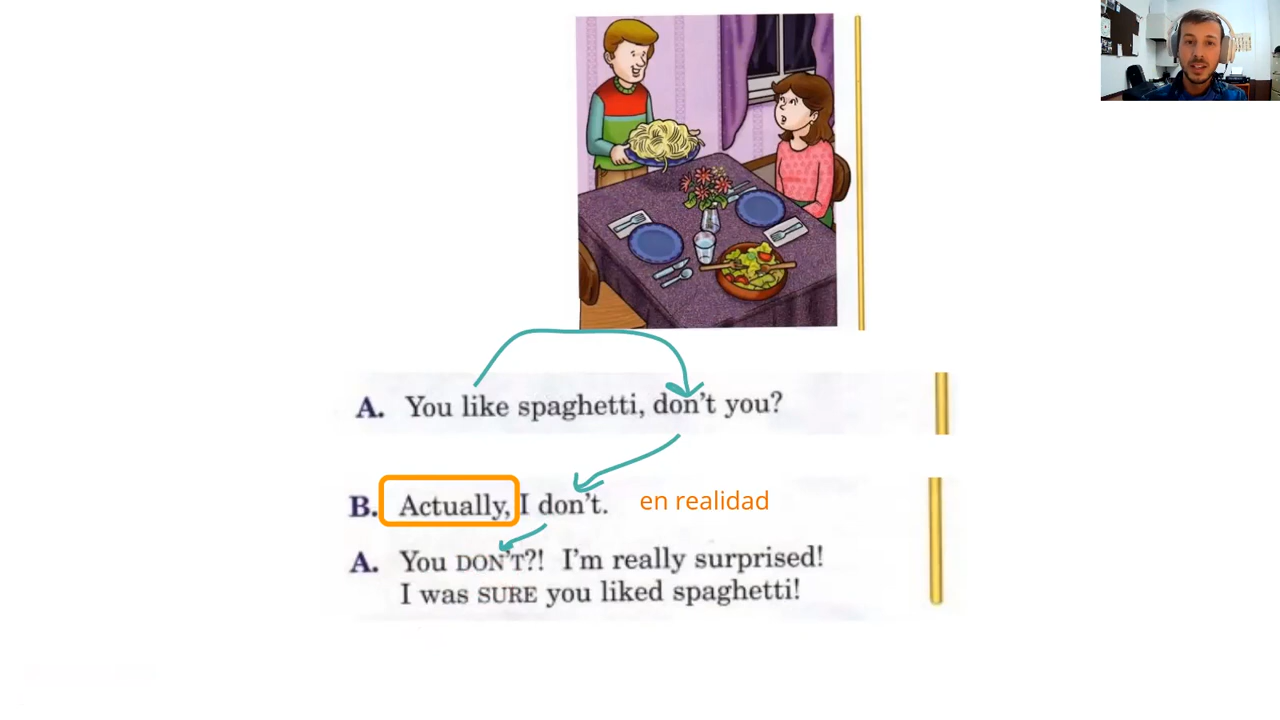 A. You like spaghetti, don't you?
B. Actually, I don't. en realidad
A. You DON'T?! I'm really surprised!
I was SURE you liked spaghetti!